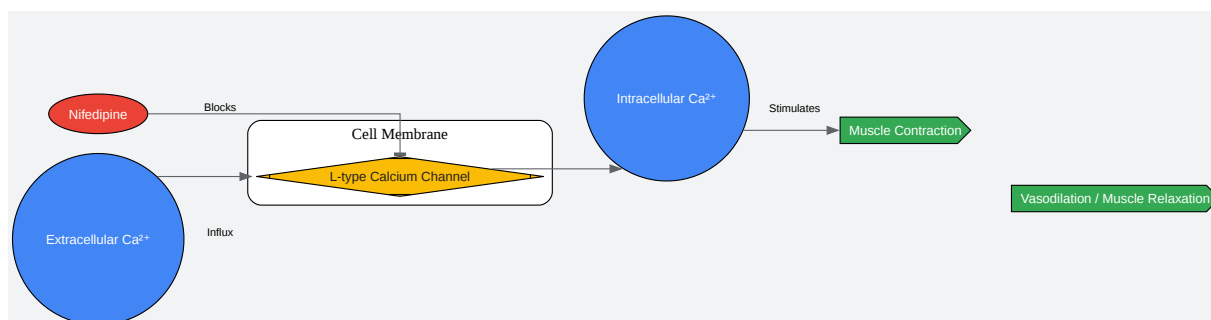 Nifedipine
Blocks
Cell Membrane
L-type Calcium Channel
Extracellular Ca²⁺
Influx
Intracellular Ca²⁺
Stimulates
Muscle Contraction
Vasodilation / Muscle Relaxation